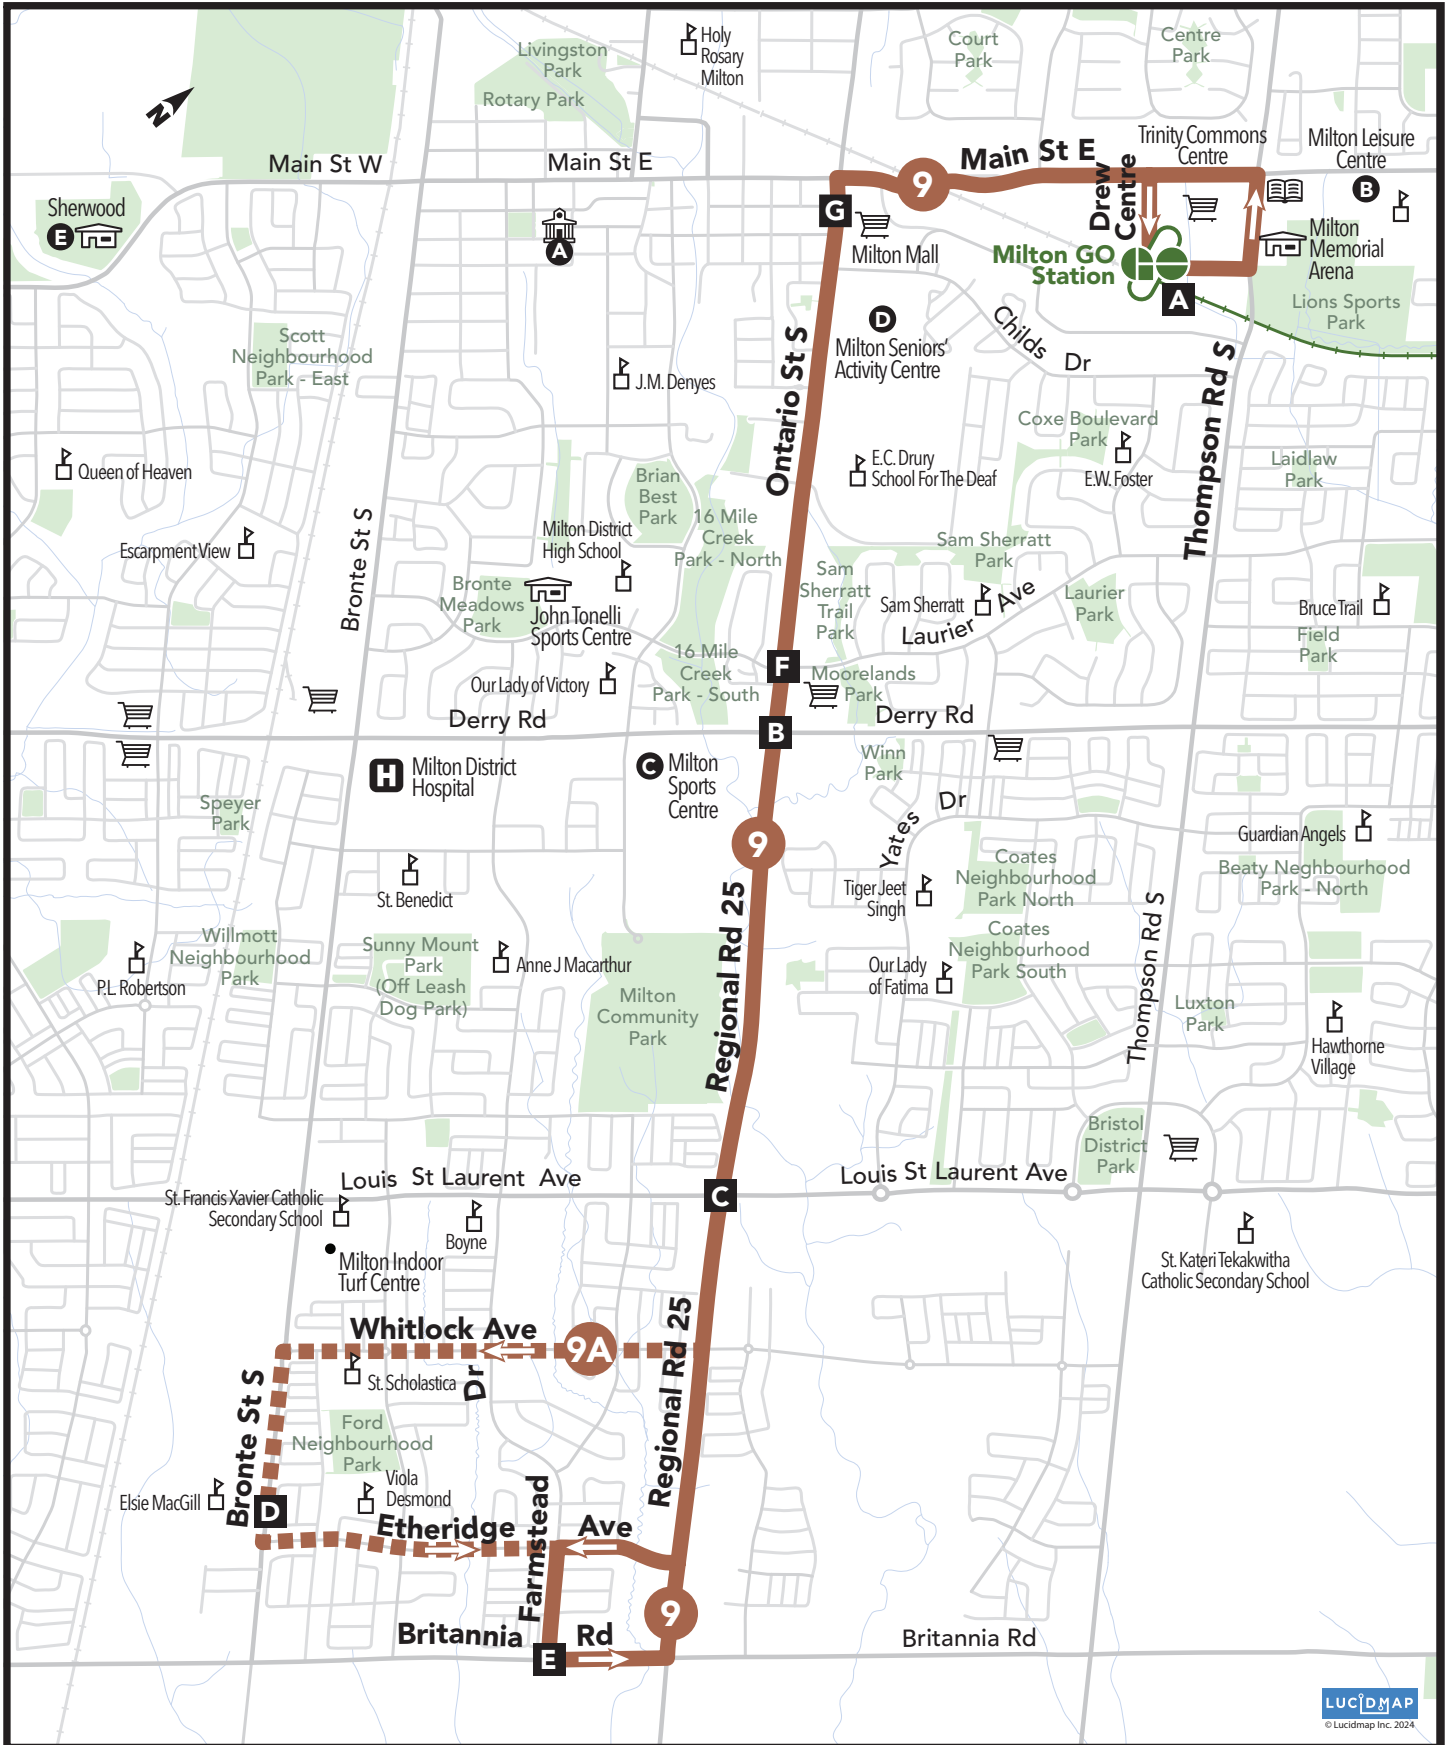 Holy
Rosary
Milton
Livingston
Park
Rotary Park
Court
Park
Centre
Park
N
Main St W
Main St E
Main St E
9
Drew
Centre
Trinity Commons
Centre
Milton Leisure
Centre
B
Sherwood
E
A
G
Milton Mall
Milton GO
Station
A
Milton
Memorial
Arena
Lions Sports
Park
Scott
Neighbourhood
Park - East
D
Milton Seniors'
Activity Centre
Childs
Dr
J.M. Denyes
Ontario St S
Thompson Rd S
Coxe Boulevard
Park
E.W. Foster
Laidlaw
Park
Queen of Heaven
E.C. Drury
School For The Deaf
Brian
Best
Park
16 Mile
Creek
Park - North
Milton District
High School
Escarpment View
Bronte St S
Bronte
Meadows
Park
John Tonelli
Sports Centre
Sam Sherratt
Park
Sam
Sherratt
Trail
Park
Sam Sherratt
Laurier
Ave
Laurier
Park
Bruce Trail
Field
Park
16 Mile
Creek
Park - South
Our Lady of Victory
F
Moorelands
Park
Derry Rd
Derry Rd
B
H
Milton District
Hospital
C
Milton
Sports
Centre
Winn
Park
Speyer
Park
Yates
Dr
9
Guardian Angels
Beaty Neghbourhood
Park - North
St. Benedict
Tiger Jeet
Singh
Coates
Neighbourhood
Park North
Regional Rd 25
Thompson Rd S
Willmott
Neighbourhood
Park
P.L. Robertson
Sunny Mount
Park
(Off Leash
Dog Park)
Anne J Macarthur
Coates
Neighbourhood
Park South
Our Lady
of Fatima
Milton
Community
Park
Luxton
Park
Hawthorne
Village
Bristol
District
Park
Louis St Laurent Ave
Louis St Laurent Ave
C
St. Francis Xavier Catholic
Secondary School
Boyne
Milton Indoor
Turf Centre
St. Kateri Tekakwitha
Catholic Secondary School
Whitlock Ave
9A
Regional Rd 25
St. Scholastica
Dr
Bronte St S
Ford
Neighbourhood
Park
Elsie MacGill
Viola
Desmond
D
Etheridge
Ave
Farmstead
9
Britannia
Rd
Britannia Rd
E
LUCIDMAP
© Lucidmap Inc. 2024